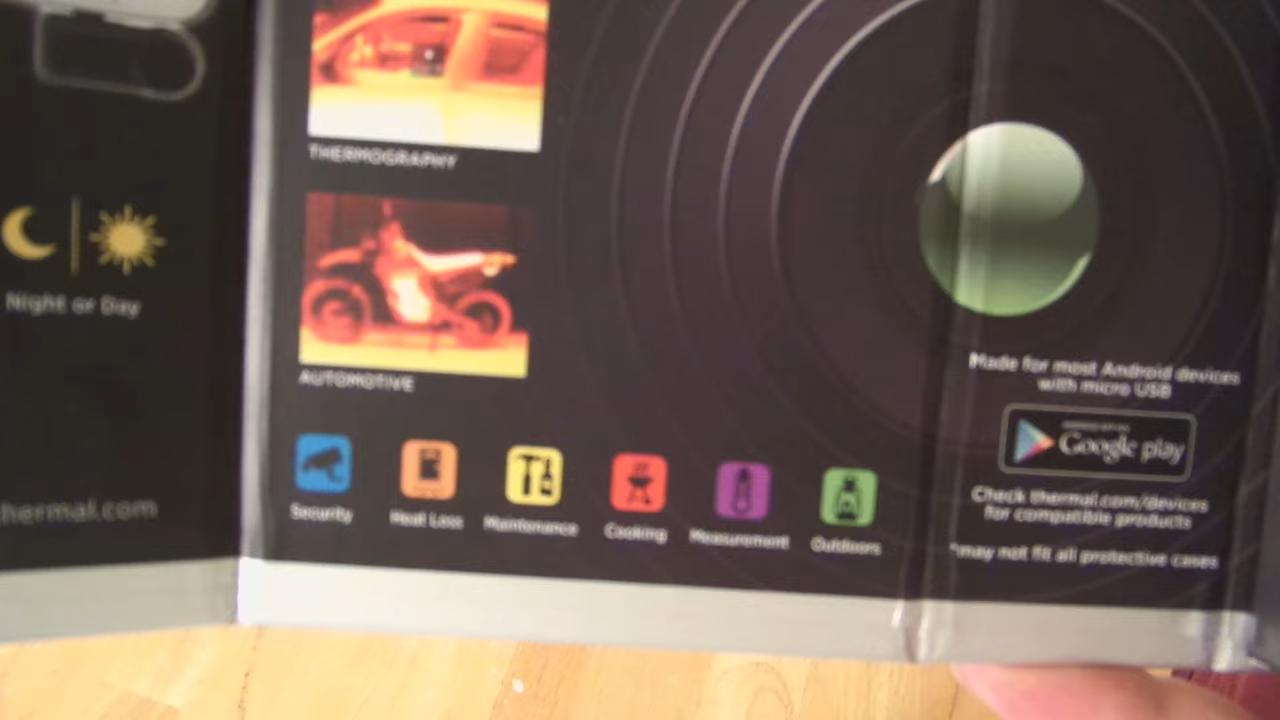 THERMOGRAPHY
AUTOMOTIVE
Night or Day
thermal.com
Security
Heat Loss
Maintenance
Cooking
Measurement
Outdoors
Made for most Android devices
with micro USB
Google play
Check thermal.com/devices
for compatible products
*may not fit all protective cases